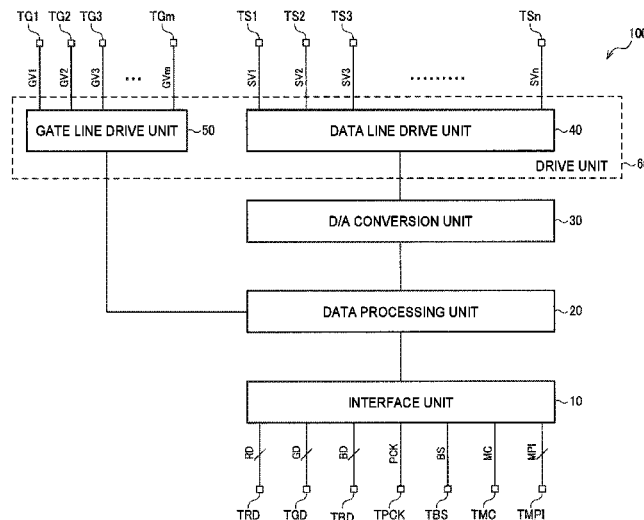 TG1 TG2 TG3 TGm TS1 TS2 TS3 TSn
100
GV1 GV2 GV3 ... GVm SV1 SV2 SV3 ......... SVn
GATE LINE DRIVE UNIT 50 DATA LINE DRIVE UNIT 40
DRIVE UNIT 6
D/A CONVERSION UNIT 30
DATA PROCESSING UNIT 20
INTERFACE UNIT 10
RD GD BD PCK BS MC MPI
TRD TGD TBD TPCK TBS TMC TMPI